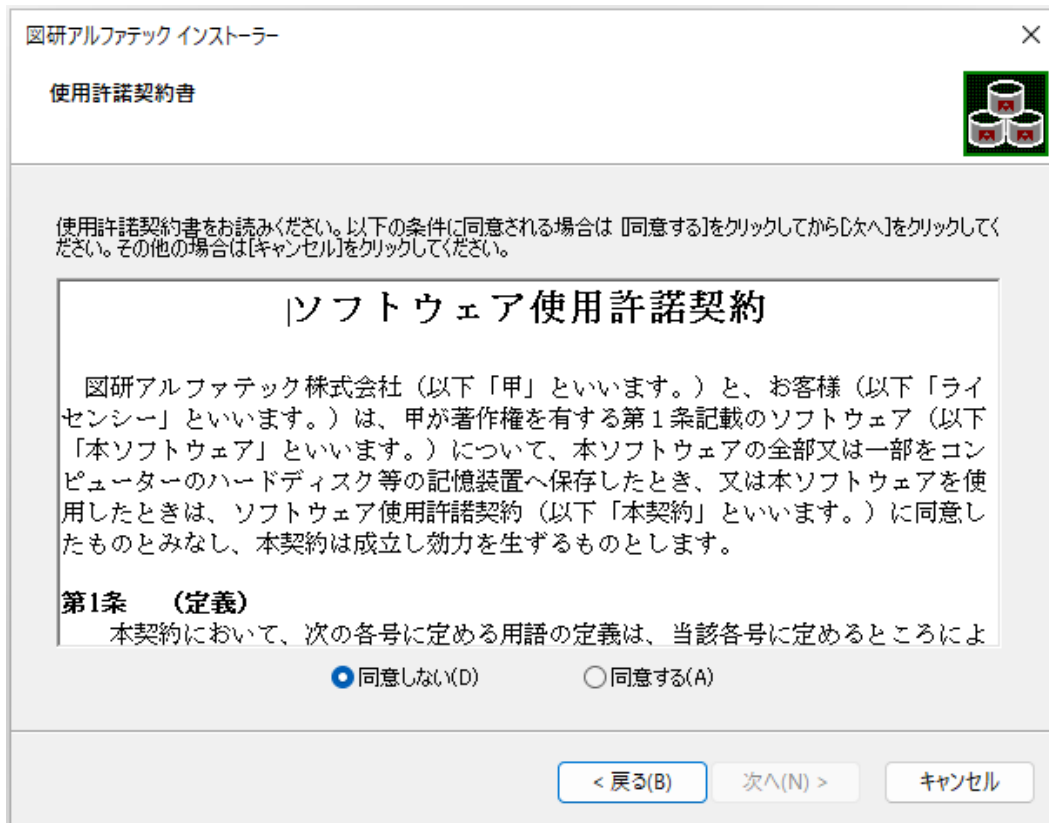 図研アルファテック インストーラー
使用許諾契約書
使用許諾契約書をお読みください。以下の条件に同意される場合は [同意する]をクリックしてから[次へ]をクリックしてく
ださい。その他の場合は[キャンセル]をクリックしてください。
ソフトウェア使用許諾契約
図研アルファテック株式会社（以下「甲」といいます。）と、お客様（以下「ライ
センシー」といいます。）は、甲が著作権を有する第１条記載のソフトウェア（以下
「本ソフトウェア」といいます。）について、本ソフトウェアの全部又は一部をコン
ピューターのハードディスク等の記憶装置へ保存したとき、又は本ソフトウェアを使
用したときは、ソフトウェア使用許諾契約（以下「本契約」といいます。）に同意し
たものとみなし、本契約は成立し効力を生ずるものとします。
第1条　（定義）
本契約において、次の各号に定める用語の定義は、当該各号に定めるところによ
同意しない(D) 同意する(A)
< 戻る(B) 次へ(N) > キャンセル